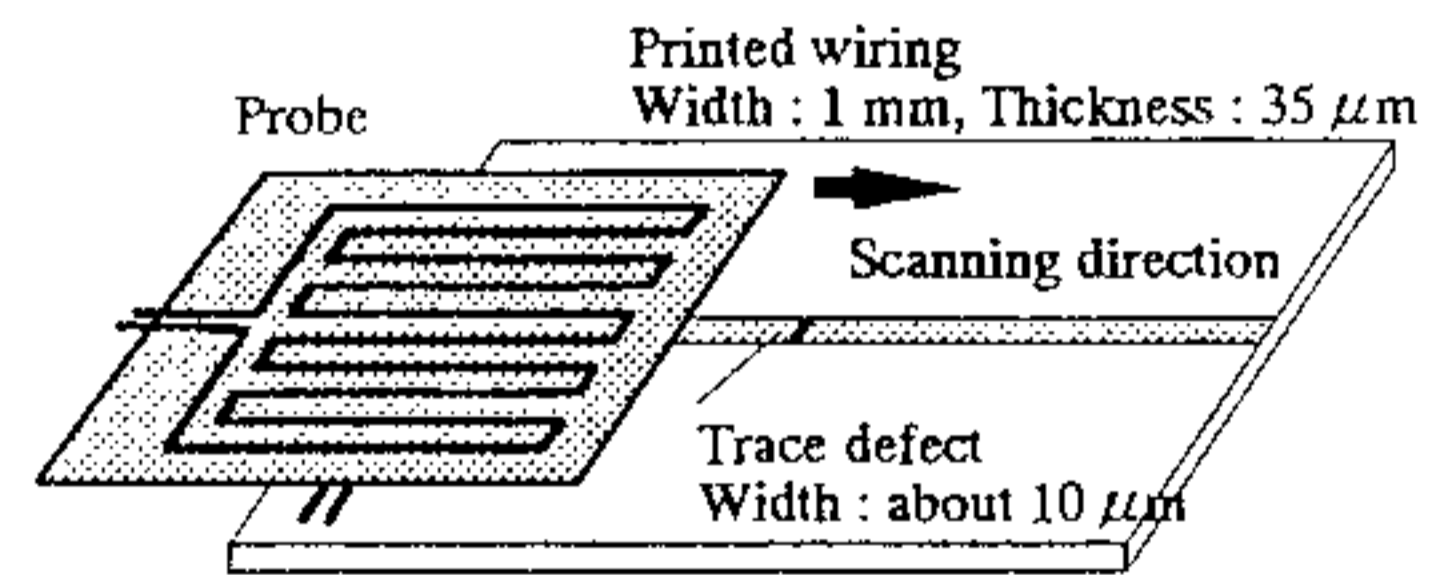 Printed wiring
Width : 1 mm, Thickness : 35 μm
Probe
Scanning direction
Trace defect
Width : about 10 μm